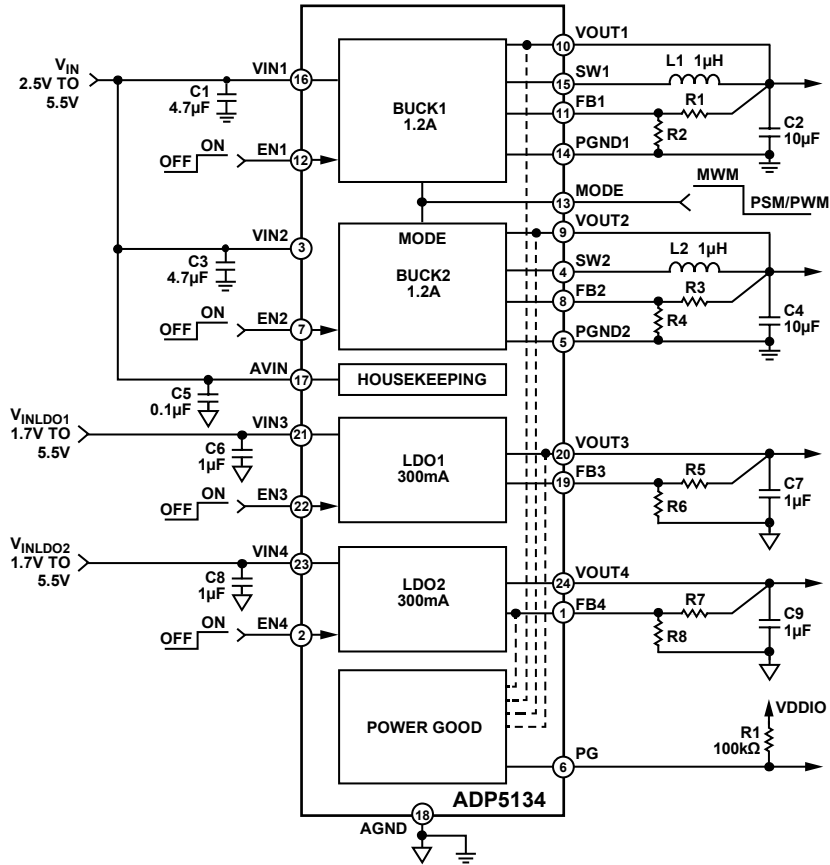 V_IN
2.5V TO
5.5V
C1
4.7µF
VIN1
16
ON
OFF
EN1
12
VIN2
3
C3
4.7µF
ON
OFF
EN2
7
AVIN
17
C5
0.1µF
V_INLDO1
1.7V TO
5.5V
VIN3
21
C6
1µF
ON
OFF
EN3
22
V_INLDO2
1.7V TO
5.5V
VIN4
23
C8
1µF
ON
OFF
EN4
2
BUCK1
1.2A
MODE
BUCK2
1.2A
HOUSEKEEPING
LDO1
300mA
LDO2
300mA
POWER GOOD
ADP5134
18
AGND
VOUT1
10
L1 1µH
SW1
15
FB1
11
R1
R2
C2
10µF
PGND1
14
MODE
13
MWM
PSM/PWM
VOUT2
9
L2 1µH
SW2
4
FB2
8
R3
R4
C4
10µF
PGND2
5
VOUT3
20
FB3
19
R5
R6
C7
1µF
VOUT4
24
FB4
1
R7
R8
C9
1µF
VDDIO
R1
100kΩ
PG
6